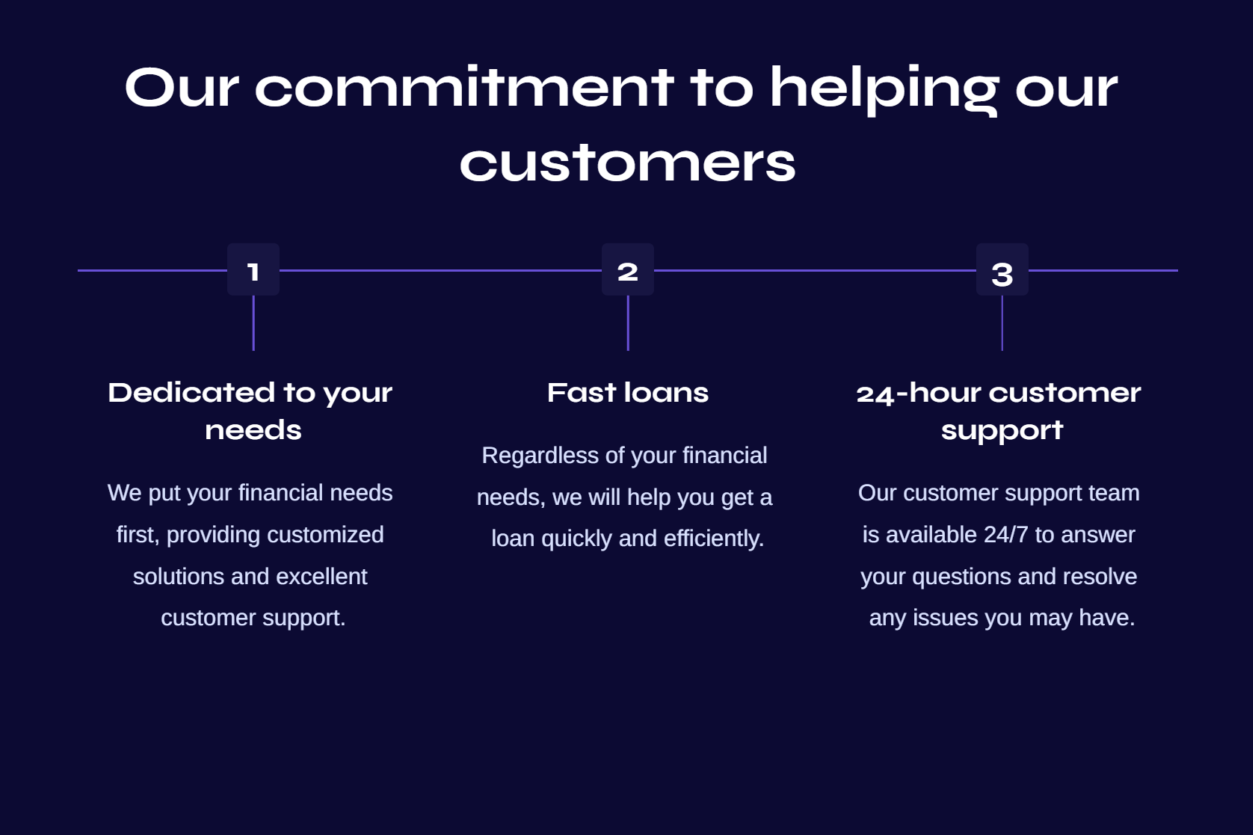 Our commitment to helping our
customers
1
2
3
Dedicated to your
needs
We put your financial needs
first, providing customized
solutions and excellent
customer support.
Fast loans
Regardless of your financial
needs, we will help you get a
loan quickly and efficiently.
24-hour customer
support
Our customer support team
is available 24/7 to answer
your questions and resolve
any issues you may have.